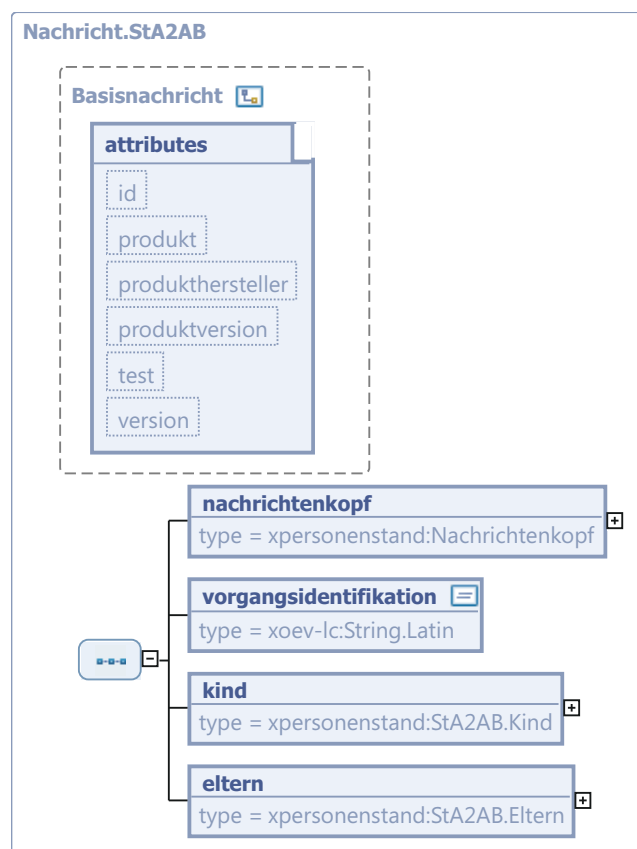 Nachricht.StA2AB
Basisnachricht
attributes
id
produkt
produkthersteller
produktversion
test
version
nachrichtenkopf
type = xpersonenstand:Nachrichtenkopf
vorgangsidentifikation
type = xoev-lc:String.Latin
kind
type = xpersonenstand:StA2AB.Kind
eltern
type = xpersonenstand:StA2AB.Eltern